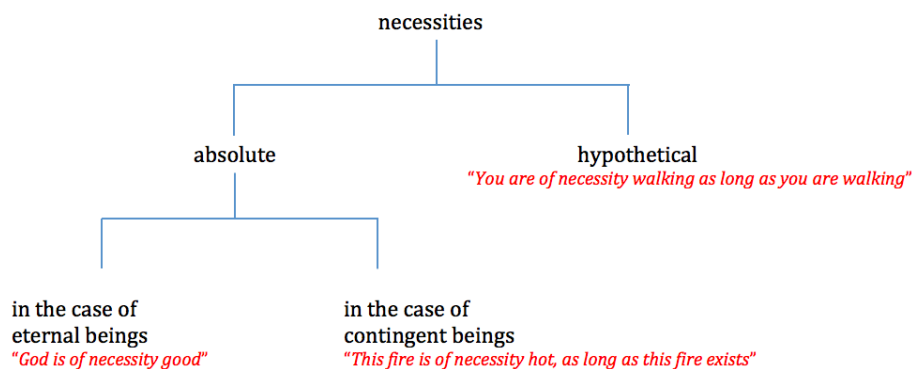 necessities
absolute
hypothetical
“You are of necessity walking as long as you are walking”
in the case of
eternal beings
“God is of necessity good”
in the case of
contingent beings
“This fire is of necessity hot, as long as this fire exists”